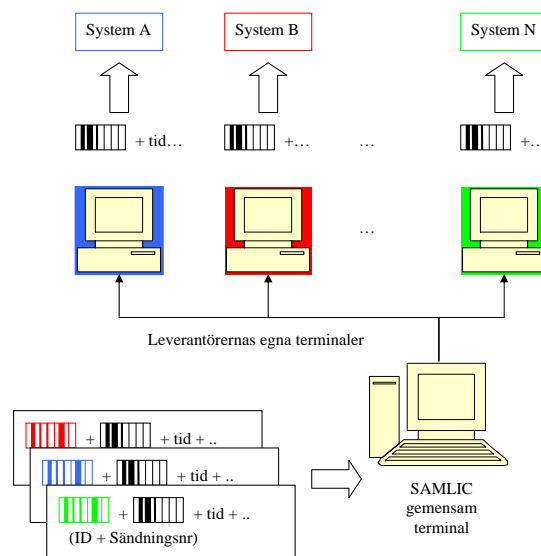 System A System B System N
+ tid… +… … +…
…
Leverantörernas egna terminaler
+ + tid + ..
+ + tid + ..
+ + tid + ..
(ID + Sändningsnr)
SAMLIC
gemensam
terminal